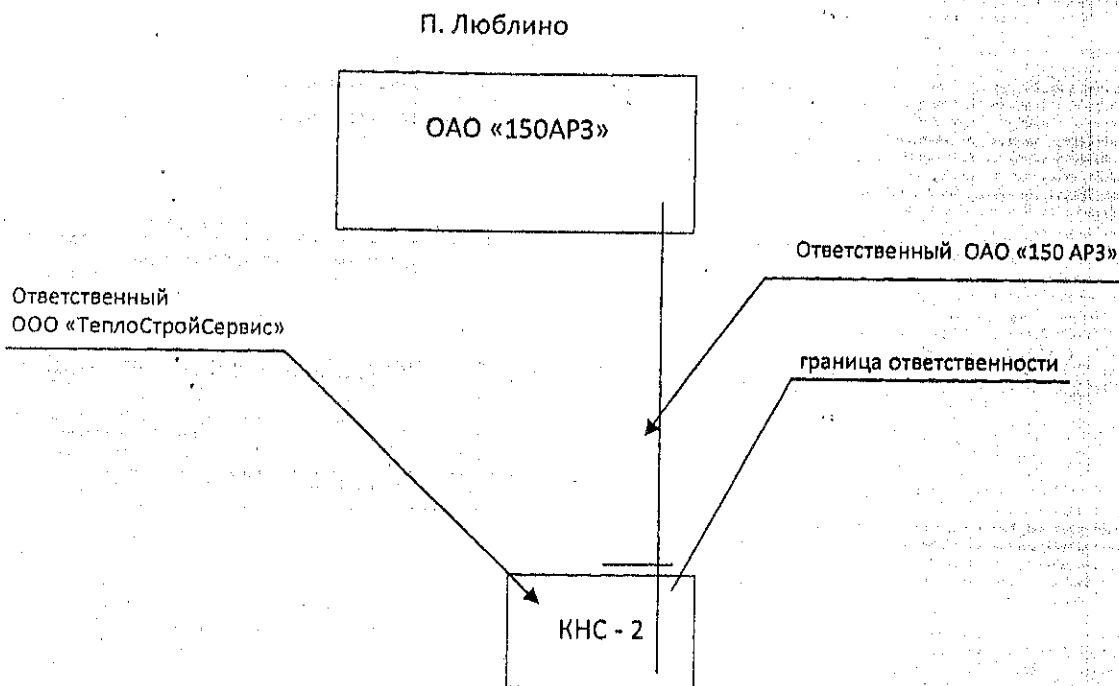 П. Люблино
ОАО «150АРЗ»
Ответственный ОАО «150 АРЗ»
Ответственный
ООО «ТеплоСтройСервис»
граница ответственности
КНС - 2